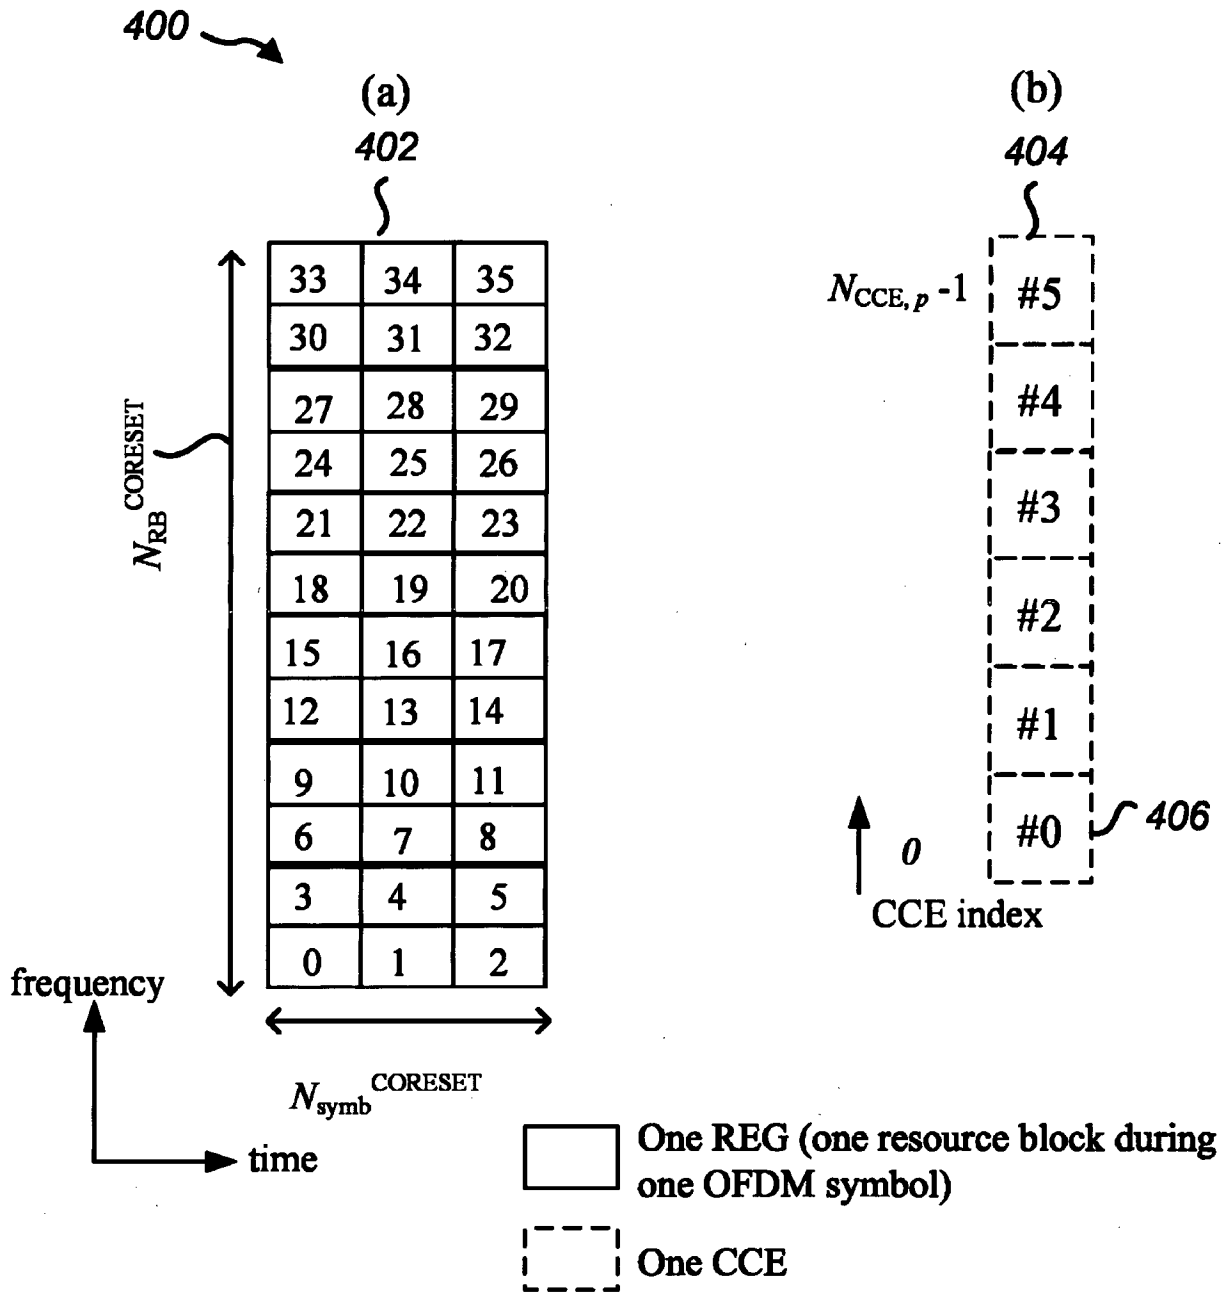 400
(a)
(b)
402
404
33 34 35
30 31 32
27 28 29
24 25 26
21 22 23
18 19 20
15 16 17
12 13 14
9 10 11
6 7 8
3 4 5
0 1 2
N_RB^CORESET
N_symb^CORESET
frequency
time
N_CCE, p -1
#5
#4
#3
#2
#1
#0
406
0
CCE index
One REG (one resource block during
one OFDM symbol)
One CCE